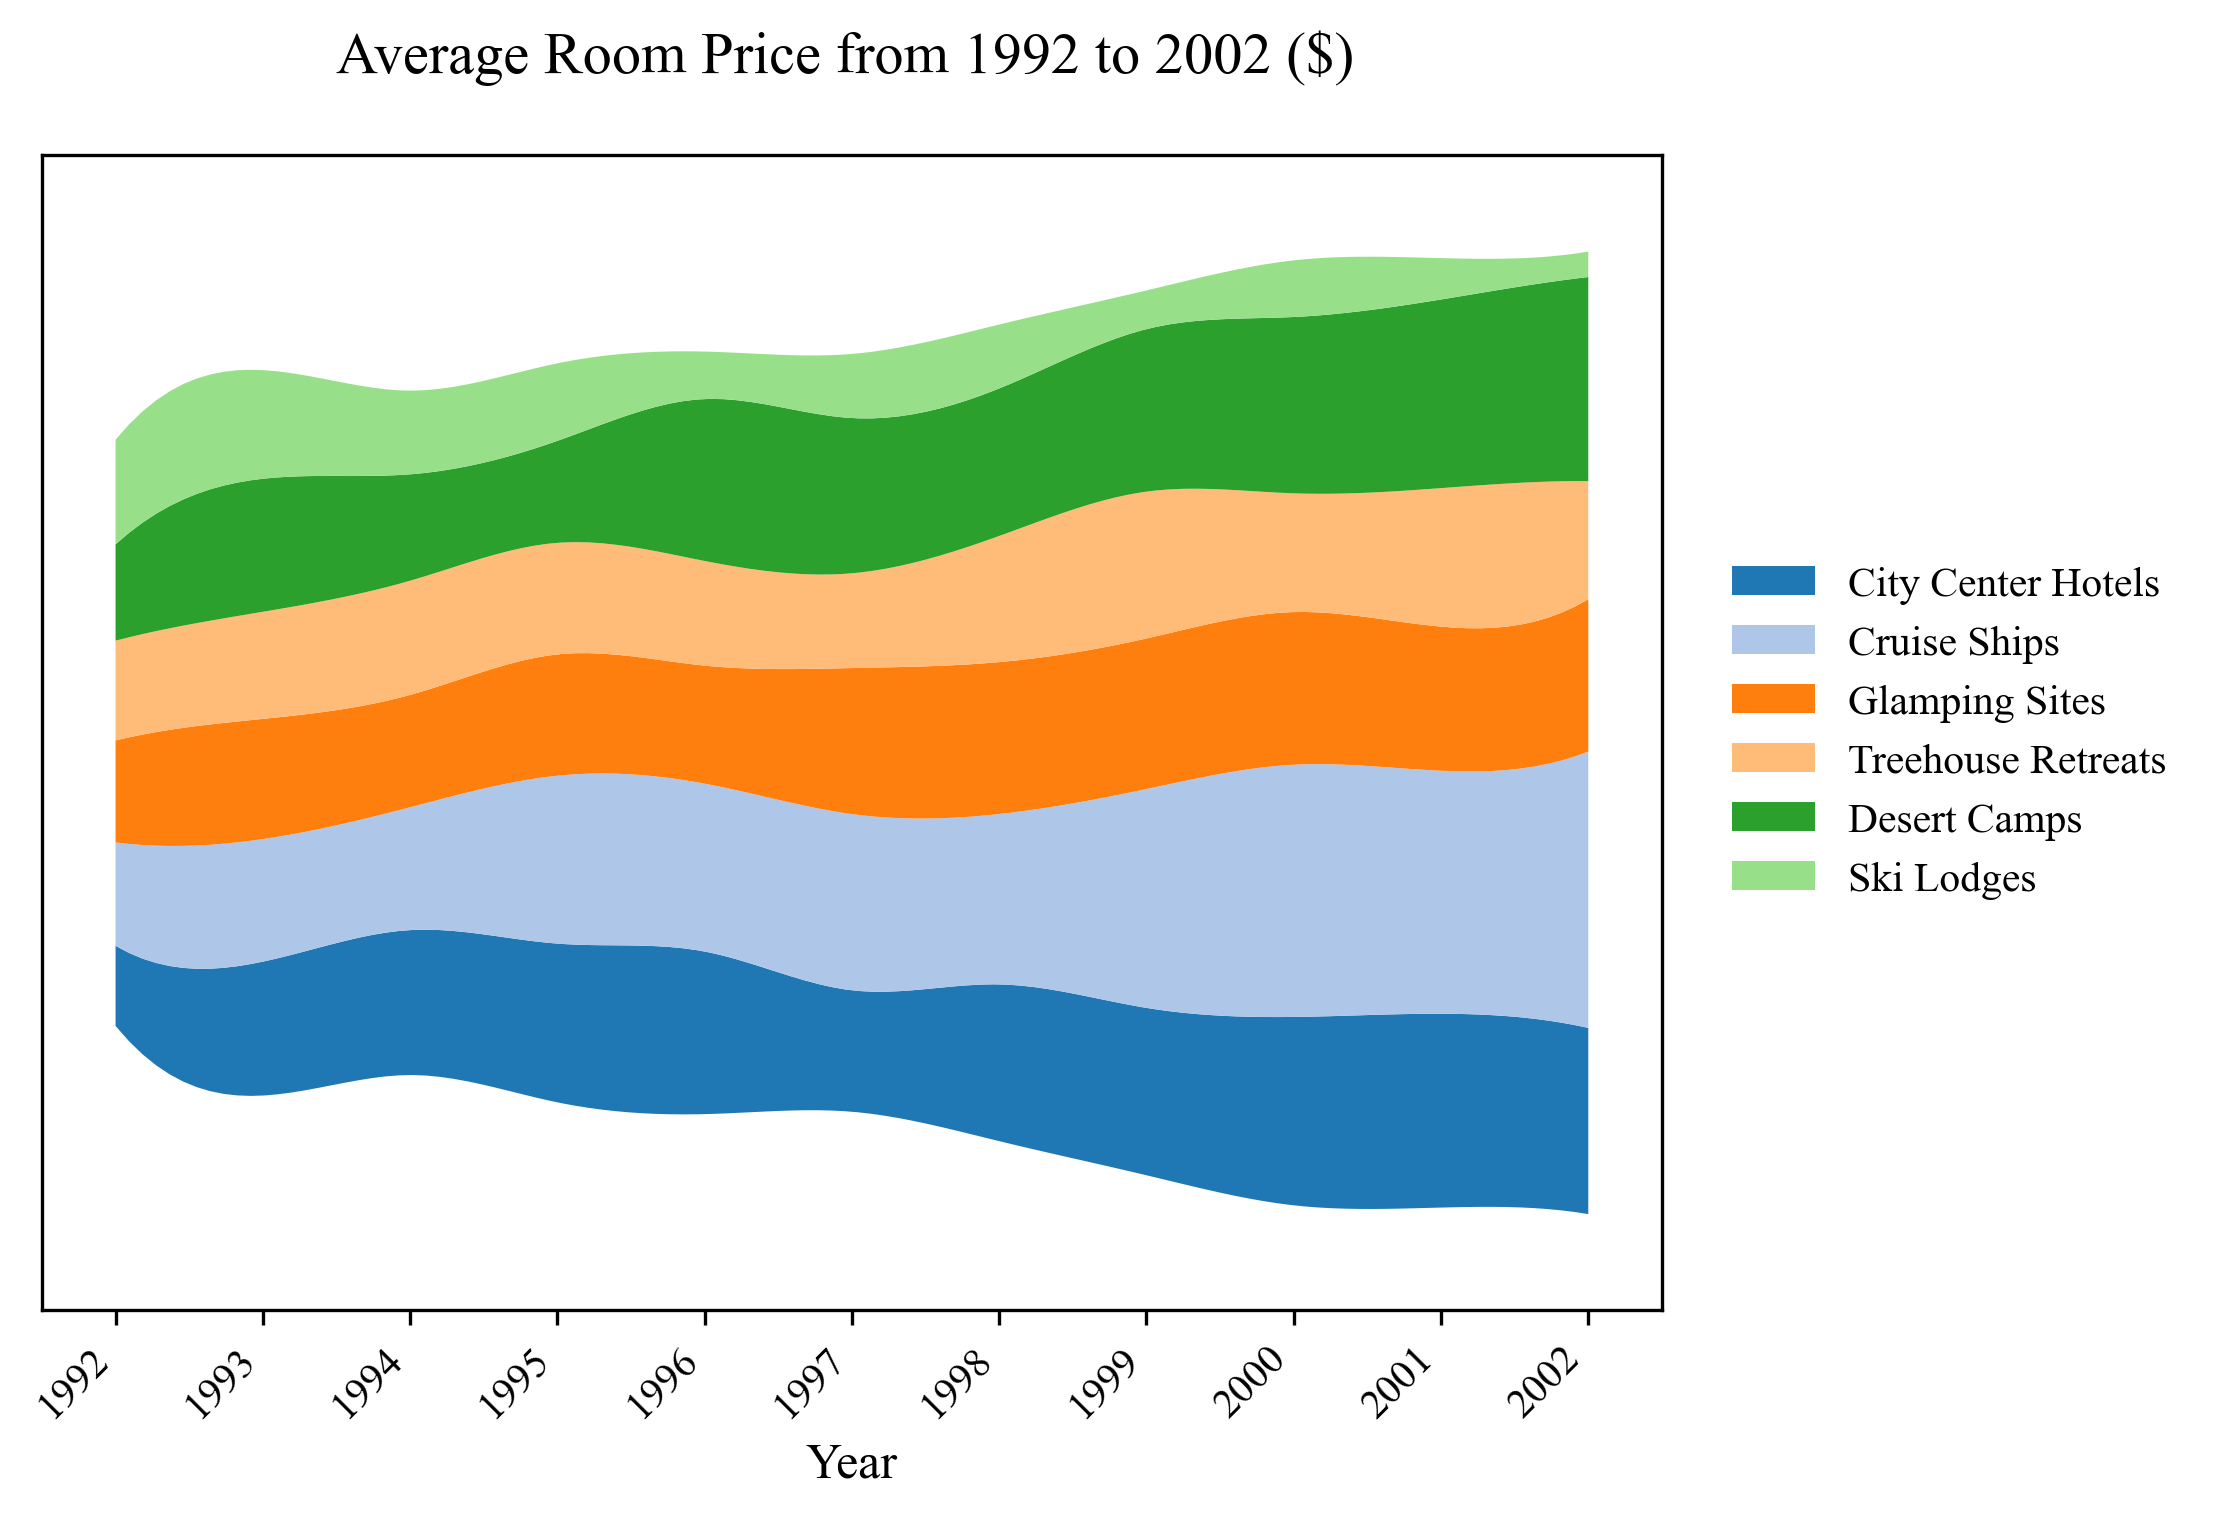 Average Room Price from 1992 to 2002 ($)
City Center Hotels
Cruise Ships
Glamping Sites
Treehouse Retreats
Desert Camps
Ski Lodges
1992
1993
1994
1995
1996
1997
1998
1999
2000
2001
2002
Year